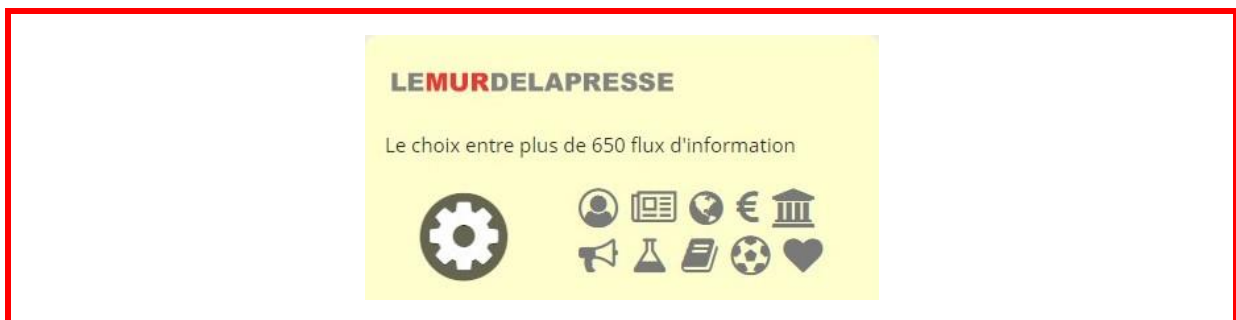 LEMURDELAPRESSE
Le choix entre plus de 650 flux d'information
€